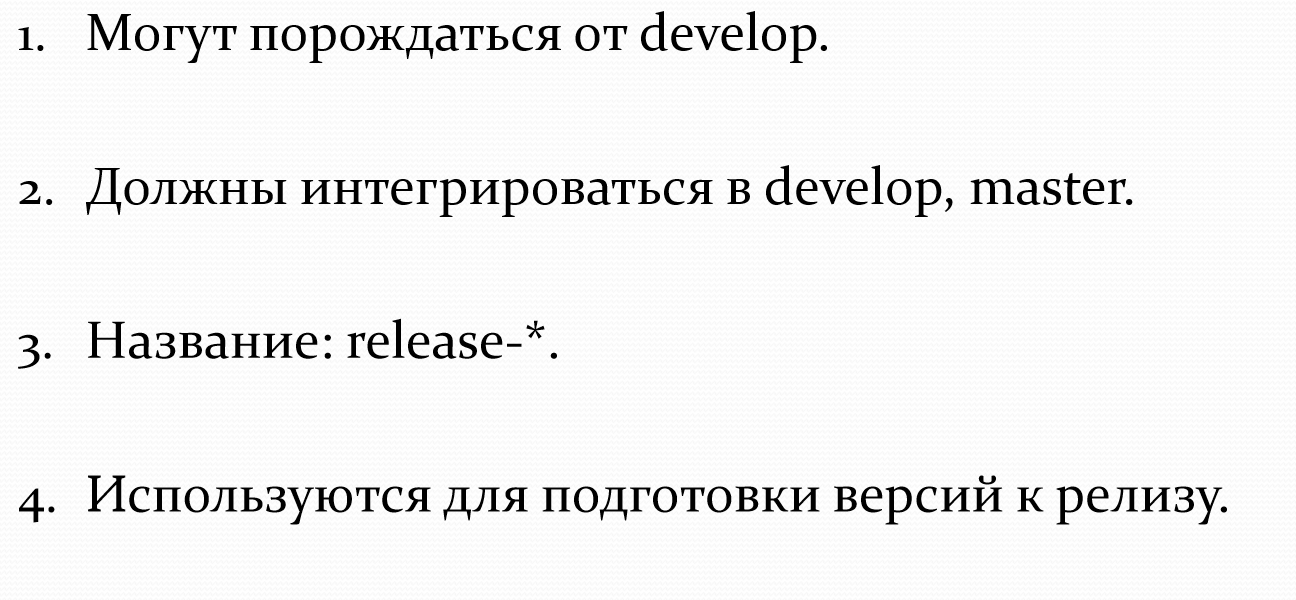 1. Могут порождаться от develop.
2. Должны интегрироваться в develop, master.
3. Название: release-*.
4. Используются для подготовки версий к релизу.